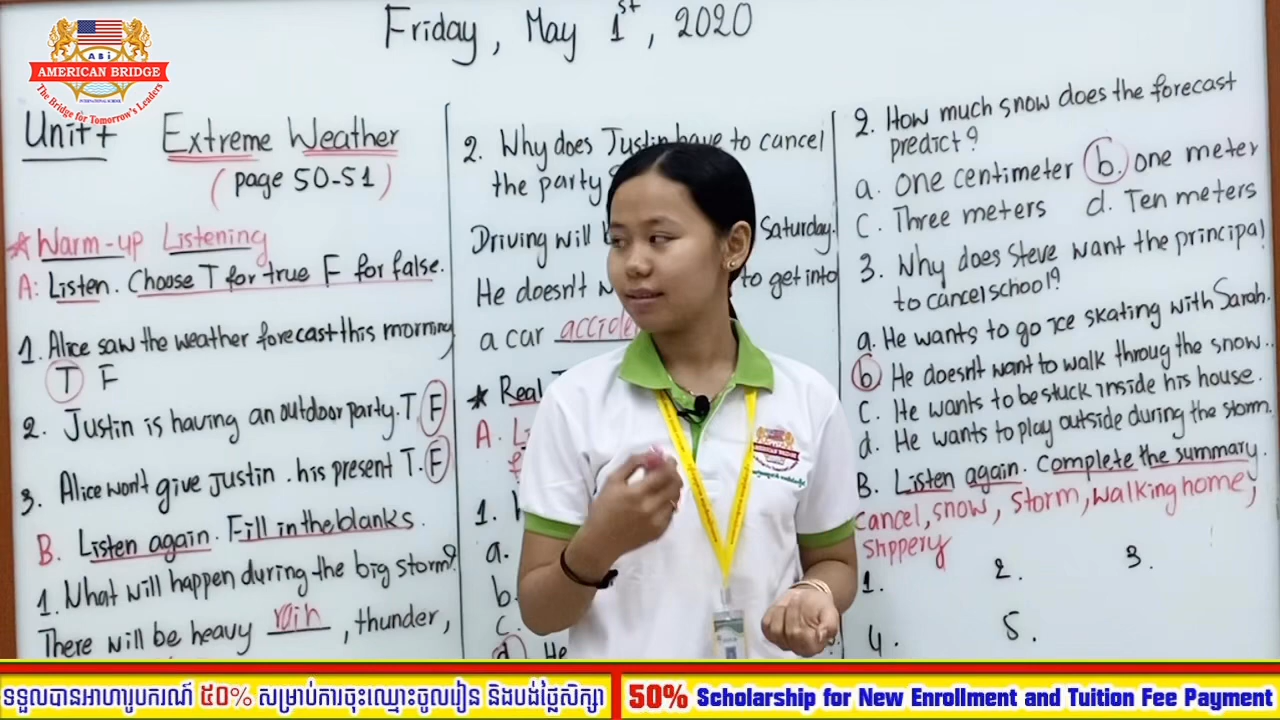 Friday, May 1st, 2020
ABi
AMERICAN BRIDGE
INTERNATIONAL SCHOOL
The Bridge for Tomorrow's Leaders
Unit 7 Extreme Weather
(page 50-51)
* Warm-up Listening
A: Listen. Choose T for true F for false.
1. Alice saw the weather forecast this morning
T F
2. Justin is having an outdoor party. T. F
3. Alice won't give Justin. his present T. F
B. Listen again. Fill in the blanks.
1. What will happen during the big storm?
There will be heavy rain, thunder,
2. Why does Justin have to cancel
the party
Driving will Saturday.
He doesn't to get into
a car
* Real
A.
1.
a.
b.
c.
d. He
2. How much snow does the forecast
predict?
a. one centimeter b. one meter
c. Three meters d. Ten meters
3. Why does Steve want the principal
to cancel school?
a. He wants to go ice skating with Sarah.
b. He doesn't want to walk throug the snow..
c. He wants to be stuck inside his house.
d. He wants to play outside during the storm.
B. Listen again. Complete the summary.
cancel, snow, storm, walking home,
slippery
1. 2. 3.
4. 5.
AMERICAN BRIDGE
ទទួលបានអាហារូបករណ៍ ៥០% សម្រាប់ការចុះឈ្មោះចូលរៀន និងបង់ថ្លៃសិក្សា
50% Scholarship for New Enrollment and Tuition Fee Payment